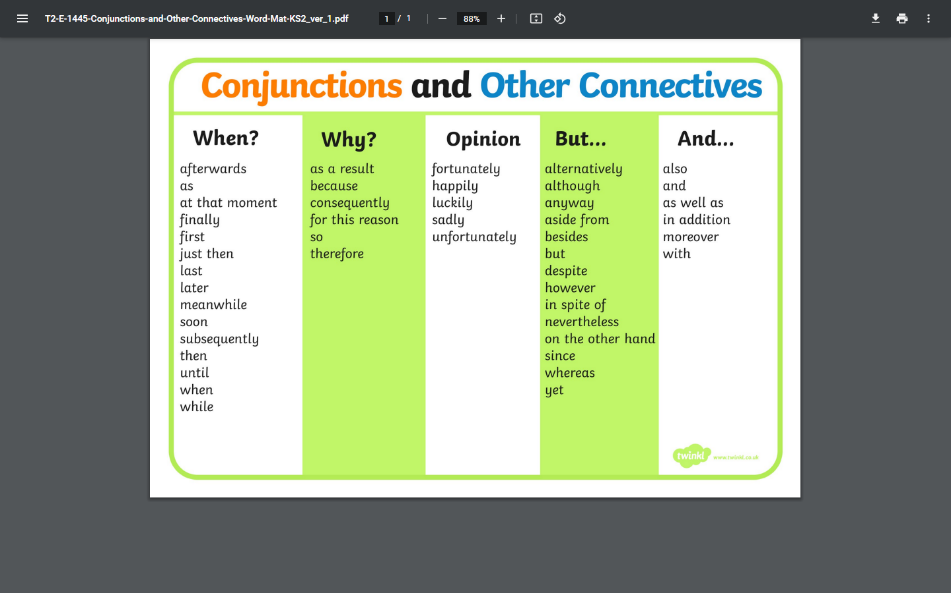 T2-E-1445-Conjunctions-and-Other-Connectives-Word-Mat-KS2_ver_1.pdf
1 / 1
88%
Conjunctions and Other Connectives
When?
afterwards
as
at that moment
finally
first
just then
last
later
meanwhile
soon
subsequently
then
until
when
while
Why?
as a result
because
consequently
for this reason
so
therefore
Opinion
fortunately
happily
luckily
sadly
unfortunately
But...
alternatively
although
anyway
aside from
besides
but
despite
however
in spite of
nevertheless
on the other hand
since
whereas
yet
And...
also
and
as well as
in addition
moreover
with
twinkl
www.twinkl.co.uk